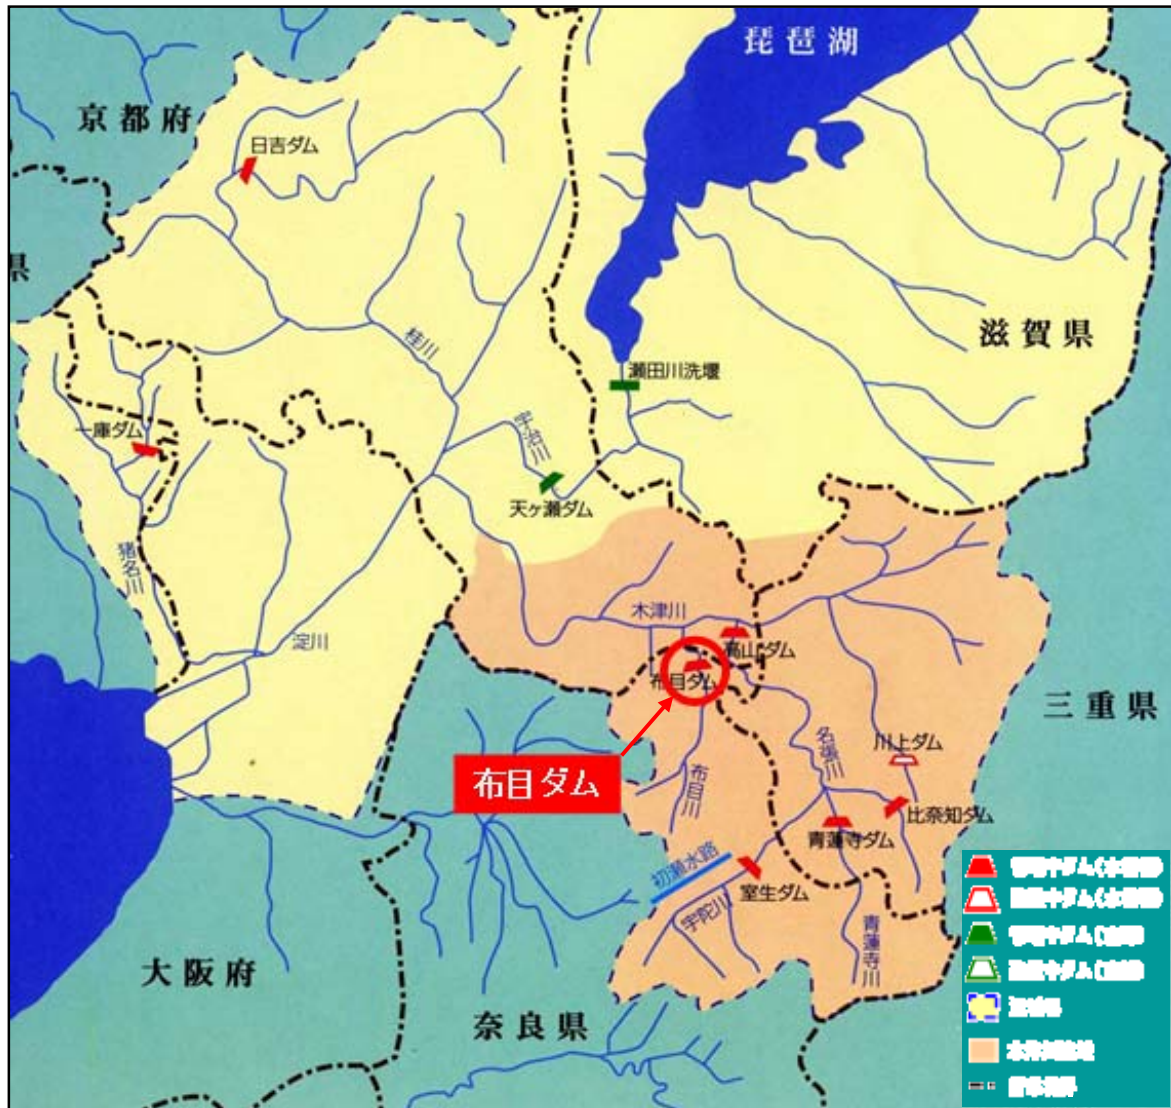 琵琶湖
京都府
日吉ダム
県
滋賀県
桂川
瀬田川洗堰
宇治川
一庫ダム
天ヶ瀬ダム
猪名川
淀川
木津川
高山ダム
布目ダム
三重県
川上ダム
名張川
布目ダム
布目川
比奈知ダム
青蓮寺ダム
初瀬水路
室生ダム
宇陀川
青蓮寺川
大阪府
奈良県